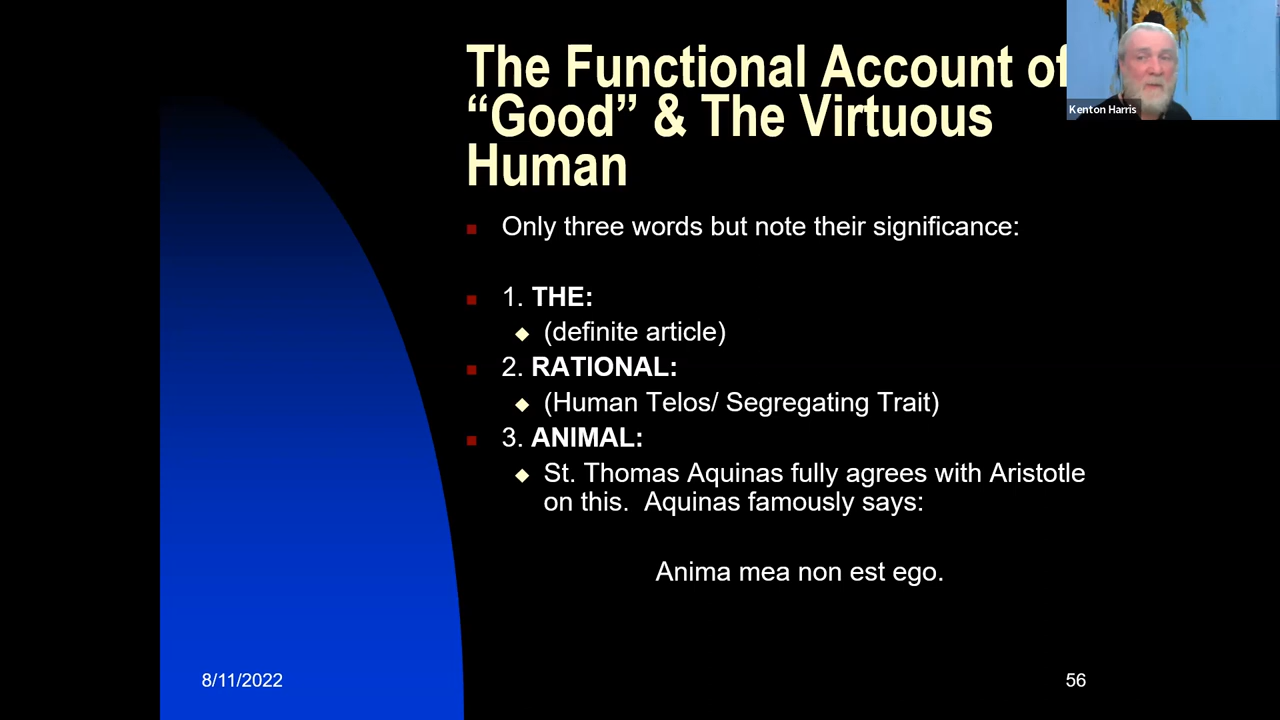 The Functional Account of
“Good” & The Virtuous
Human
Kenton Harris
Only three words but note their significance:
1. THE:
(definite article)
2. RATIONAL:
(Human Telos/ Segregating Trait)
3. ANIMAL:
St. Thomas Aquinas fully agrees with Aristotle
on this. Aquinas famously says:
Anima mea non est ego.
8/11/2022
56